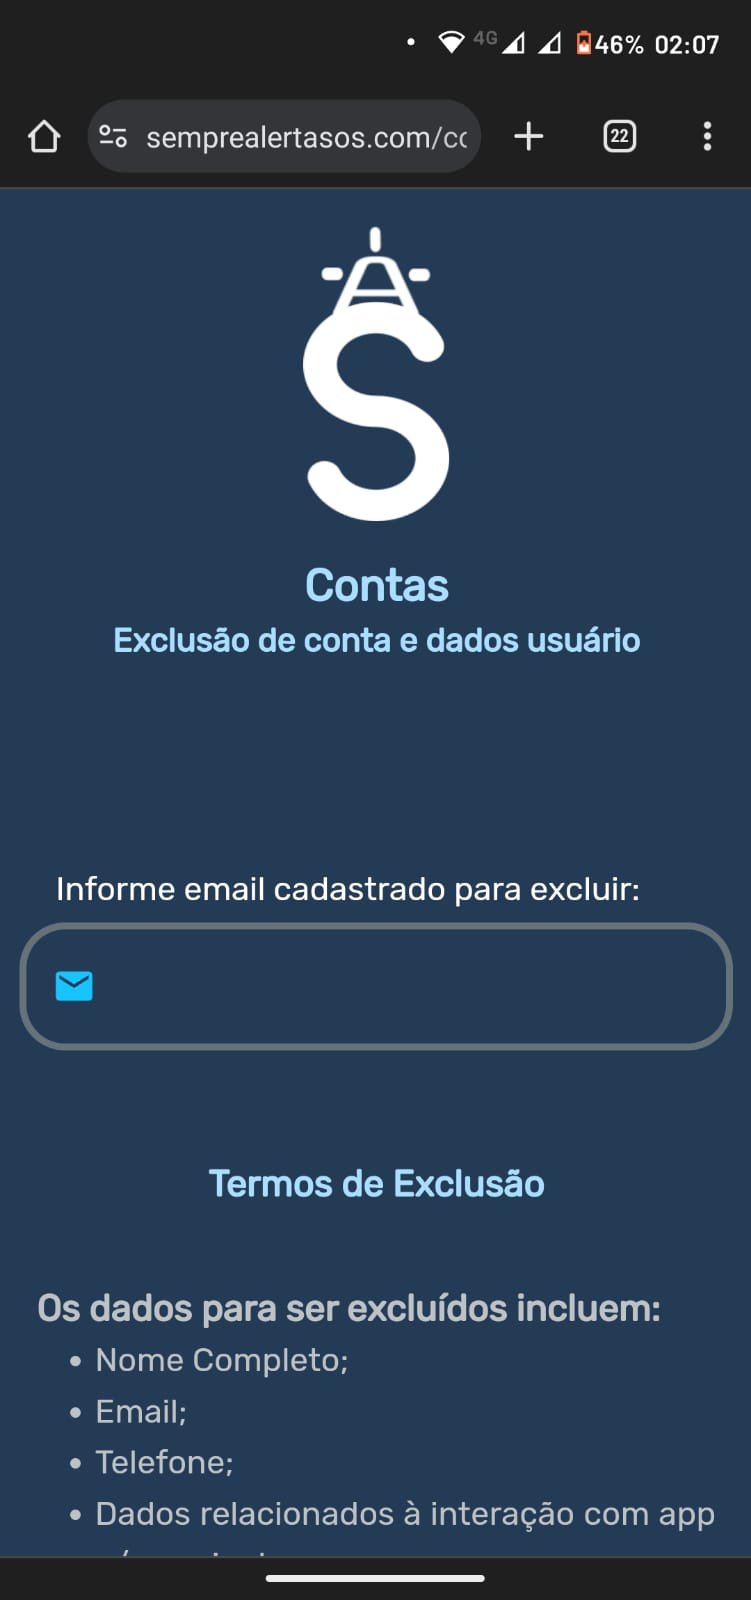 4G 46% 02:07
semprealertasos.com/cc
22
Contas
Exclusão de conta e dados usuário
Informe email cadastrado para excluir:
Termos de Exclusão
Os dados para ser excluídos incluem:
Nome Completo;
Email;
Telefone;
Dados relacionados à interação com app